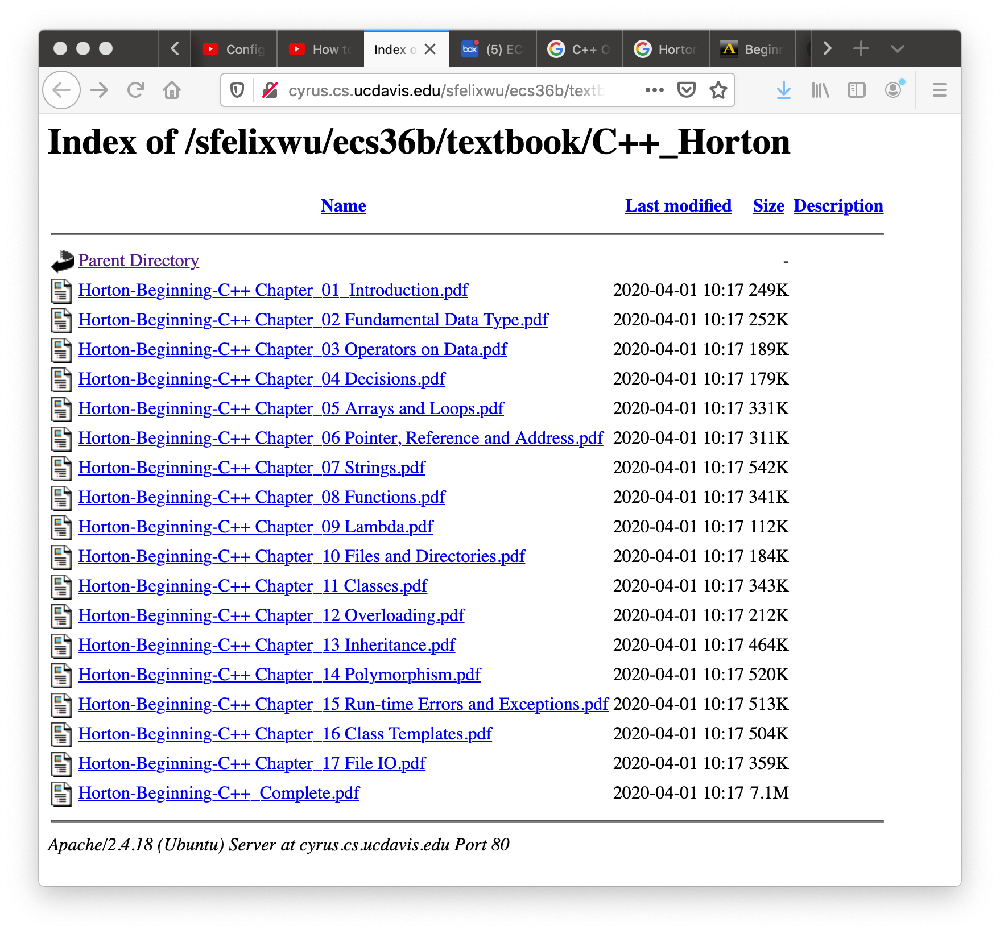 Config How to Index o box (5) EC C++ O Horton A Beginn
cyrus.cs.ucdavis.edu/sfelixwu/ecs36b/textb
Index of /sfelixwu/ecs36b/textbook/C++_Horton
Name Last modified Size Description
Parent Directory -
Horton-Beginning-C++ Chapter_01_Introduction.pdf 2020-04-01 10:17 249K
Horton-Beginning-C++ Chapter_02 Fundamental Data Type.pdf 2020-04-01 10:17 252K
Horton-Beginning-C++ Chapter_03 Operators on Data.pdf 2020-04-01 10:17 189K
Horton-Beginning-C++ Chapter_04 Decisions.pdf 2020-04-01 10:17 179K
Horton-Beginning-C++ Chapter_05 Arrays and Loops.pdf 2020-04-01 10:17 331K
Horton-Beginning-C++ Chapter_06 Pointer, Reference and Address.pdf 2020-04-01 10:17 311K
Horton-Beginning-C++ Chapter_07 Strings.pdf 2020-04-01 10:17 542K
Horton-Beginning-C++ Chapter_08 Functions.pdf 2020-04-01 10:17 341K
Horton-Beginning-C++ Chapter_09 Lambda.pdf 2020-04-01 10:17 112K
Horton-Beginning-C++ Chapter_10 Files and Directories.pdf 2020-04-01 10:17 184K
Horton-Beginning-C++ Chapter_11 Classes.pdf 2020-04-01 10:17 343K
Horton-Beginning-C++ Chapter_12 Overloading.pdf 2020-04-01 10:17 212K
Horton-Beginning-C++ Chapter_13 Inheritance.pdf 2020-04-01 10:17 464K
Horton-Beginning-C++ Chapter_14 Polymorphism.pdf 2020-04-01 10:17 520K
Horton-Beginning-C++ Chapter_15 Run-time Errors and Exceptions.pdf 2020-04-01 10:17 513K
Horton-Beginning-C++ Chapter_16 Class Templates.pdf 2020-04-01 10:17 504K
Horton-Beginning-C++ Chapter_17 File IO.pdf 2020-04-01 10:17 359K
Horton-Beginning-C++_Complete.pdf 2020-04-01 10:17 7.1M
Apache/2.4.18 (Ubuntu) Server at cyrus.cs.ucdavis.edu Port 80